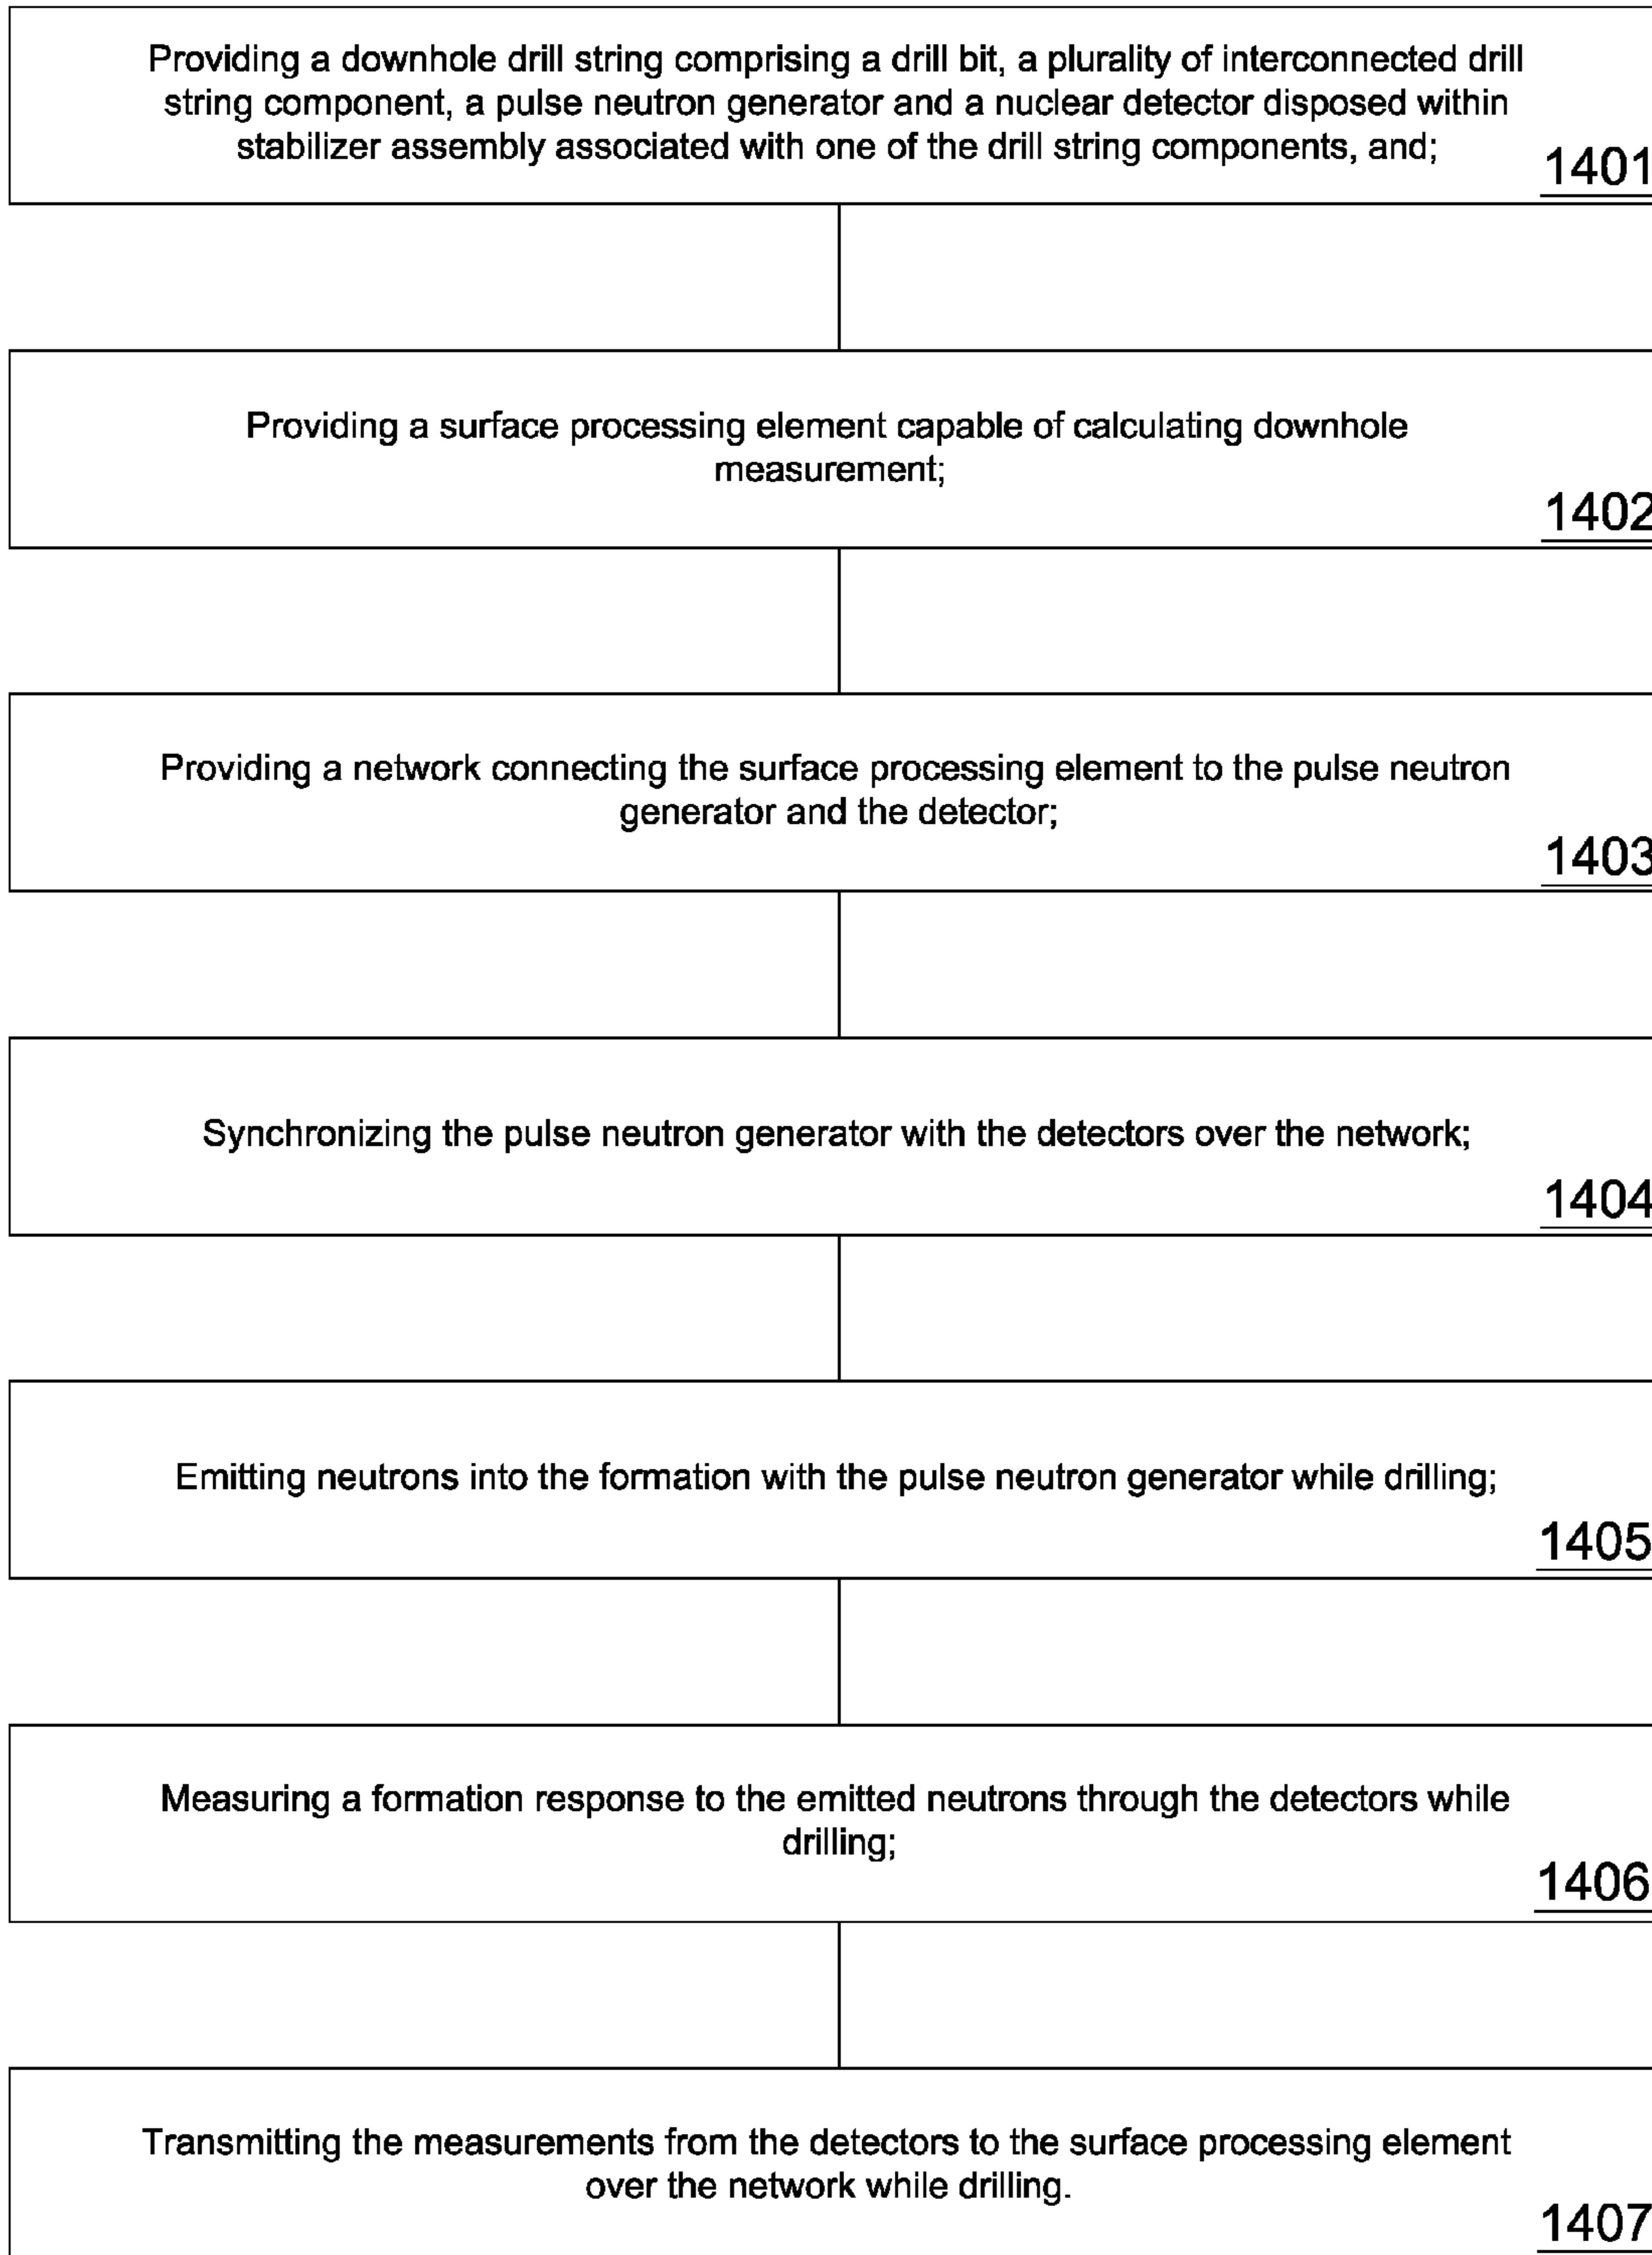 Providing a downhole drill string comprising a drill bit, a plurality of interconnected drill
string component, a pulse neutron generator and a nuclear detector disposed within
stabilizer assembly associated with one of the drill string components, and;
1401
Providing a surface processing element capable of calculating downhole
measurement;
1402
Providing a network connecting the surface processing element to the pulse neutron
generator and the detector;
1403
Synchronizing the pulse neutron generator with the detectors over the network;
1404
Emitting neutrons into the formation with the pulse neutron generator while drilling;
1405
Measuring a formation response to the emitted neutrons through the detectors while
drilling;
1406
Transmitting the measurements from the detectors to the surface processing element
over the network while drilling.
1407